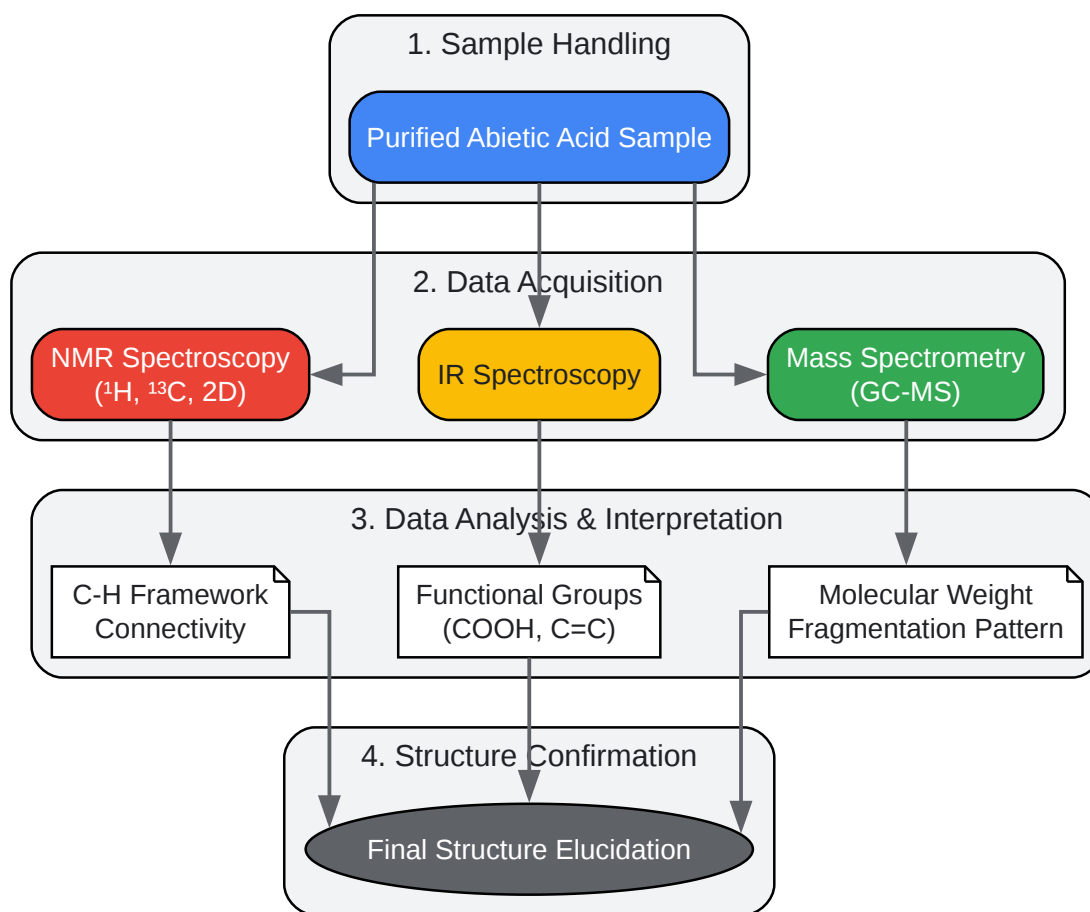 1. Sample Handling
Purified Abietic Acid Sample
2. Data Acquisition
NMR Spectroscopy
(¹H, ¹³C, 2D)
IR Spectroscopy
Mass Spectrometry
(GC-MS)
3. Data Analysis & Interpretation
C-H Framework
Connectivity
Functional Groups
(COOH, C=C)
Molecular Weight
Fragmentation Pattern
4. Structure Confirmation
Final Structure Elucidation